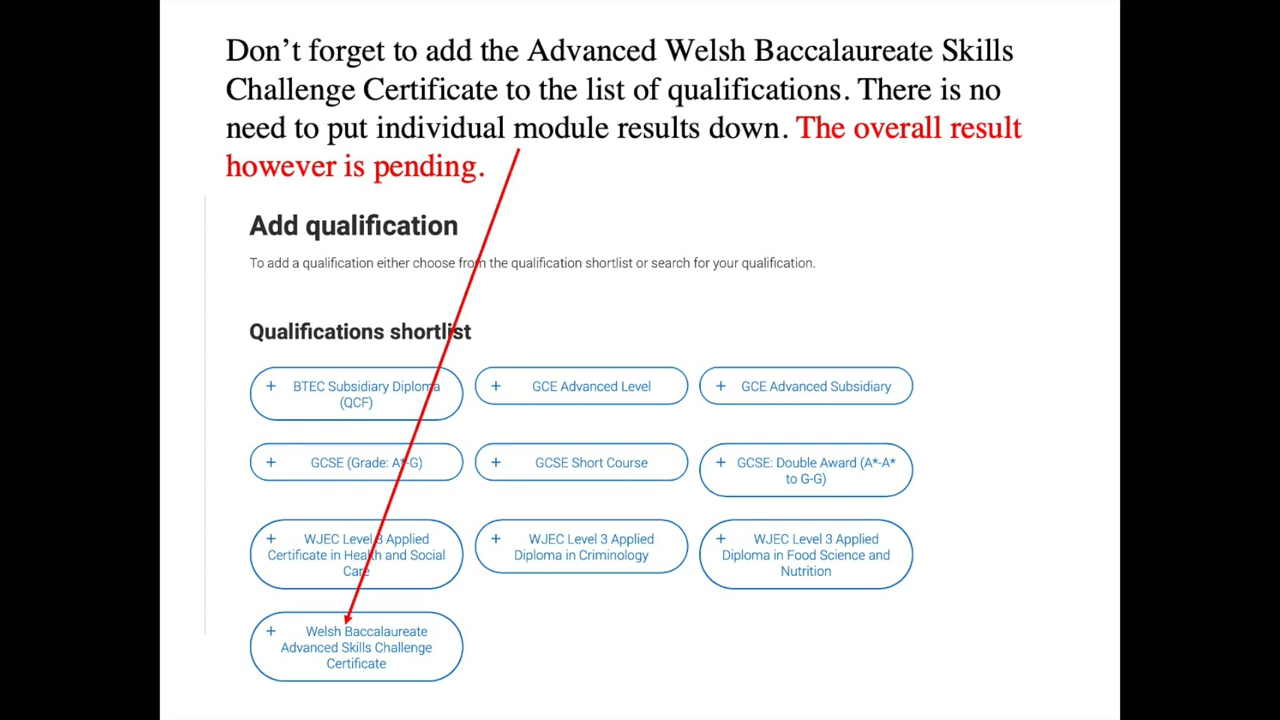 Don’t forget to add the Advanced Welsh Baccalaureate Skills
Challenge Certificate to the list of qualifications. There is no
need to put individual module results down. The overall result
however is pending.
Add qualification
To add a qualification either choose from the qualification shortlist or search for your qualification.
Qualifications shortlist
+ BTEC Subsidiary Diploma
(QCF)
+ GCE Advanced Level
+ GCE Advanced Subsidiary
+ GCSE (Grade: A*-G)
+ GCSE Short Course
+ GCSE: Double Award (A*-A*
to G-G)
+ WJEC Level 3 Applied
Certificate in Health and Social
Care
+ WJEC Level 3 Applied
Diploma in Criminology
+ WJEC Level 3 Applied
Diploma in Food Science and
Nutrition
+ Welsh Baccalaureate
Advanced Skills Challenge
Certificate